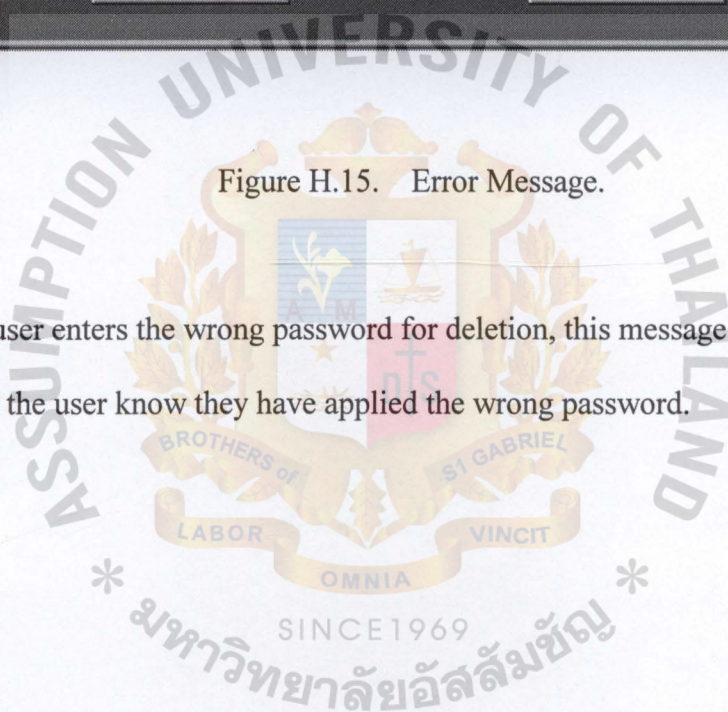 ASSUMPTION UNIVERSITY OF THAILAND
Figure H.15. Error Message.
A M
user enters the wrong password for deletion, this message
D S
the user know they have applied the wrong password.
BROTHERS of S1 GABRIEL
LABOR VINCIT
OMNIA
SINCE1969
* มหาวิทยาลัยอัสสัมชัญ *